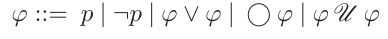 φ ::= p | ¬p | φ ∨ φ | ◯ φ | φ 𝒰 φ